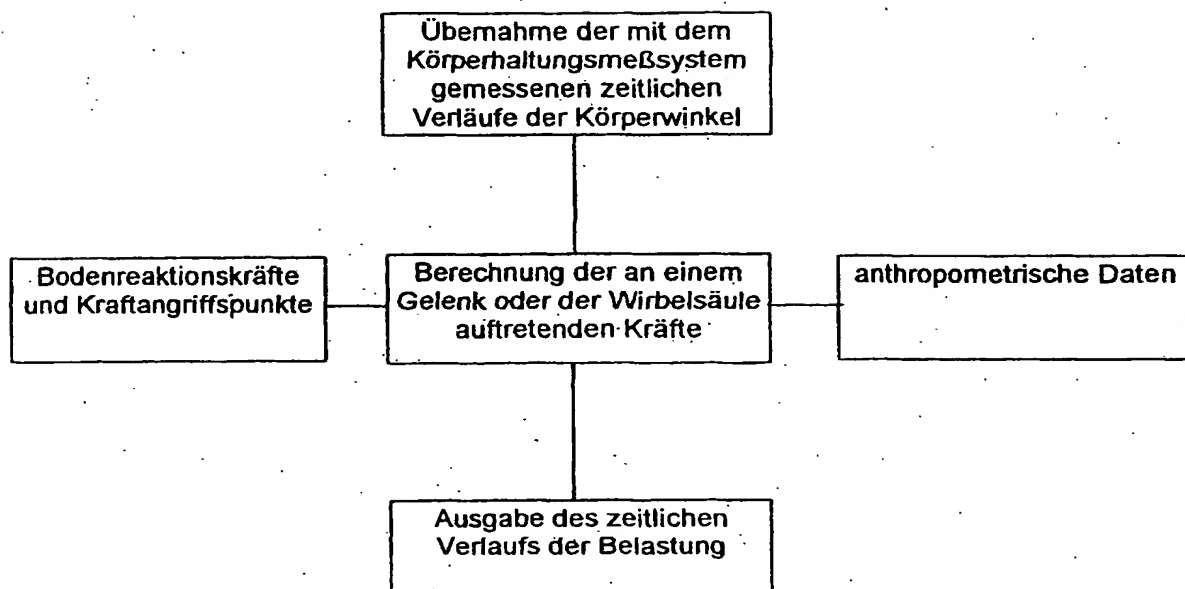 Übernahme der mit dem
Körperhaltungsmeßsystem
gemessenen zeitlichen
Verläufe der Körperwinkel
Bodenreaktionskräfte
und Kraftangriffspunkte
Berechnung der an einem
Gelenk oder der Wirbelsäule
auftretenden Kräfte
anthropometrische Daten
Ausgabe des zeitlichen
Verlaufs der Belastung